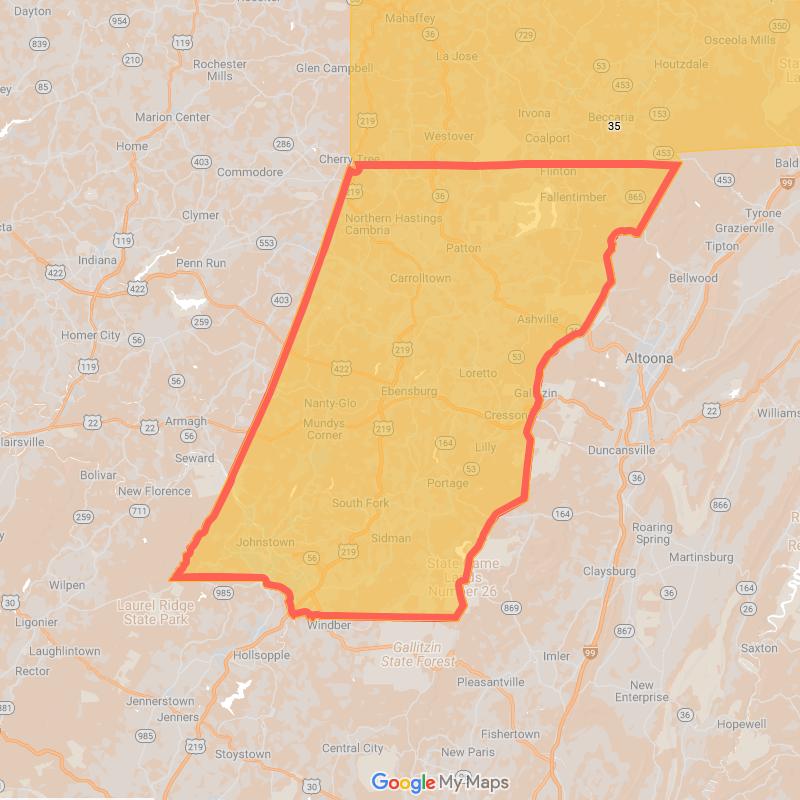 Dayton
954
Mahaffey
36
350
839
119
Osceola Mills
729
210
Rochester
Mills
La Jose
Glen Campbell
53
Houtzdale
85
453
Marion Center
219
Irvona
Beccaria
153
35
Home
286
Westover
Coalport
403
Cherry Tree
453
Commodore
Flinton
453
99
219
36
Fallentimber
865
Clymer
Northern Hastings
Cambria
Tyrone
Grazierville
119
553
Patton
Tipton
Indiana
422
Penn Run
Carrolltown
Bellwood
422
403
259
Ashville
Homer City
219
53
Altoona
422
Loretto
56
Ebensburg
Gallitzin
Nanty-Glo
Cresson
22
Armagh
Mundys
Corner
219
22
22
56
164
Lilly
Duncansville
Seward
53
Bolivar
Portage
36
New Florence
South Fork
866
259
711
164
Roaring
Spring
Johnstown
Sidman
219
56
Martinsburg
State Game
Lands
Number 26
Claysburg
Wilpen
985
164
36
30
Laurel Ridge
State Park
869
26
Ligonier
Windber
867
Laughlintown
Hollsopple
Gallitzin
State Forest
Saxton
Imler
99
Rector
Pleasantville
New
Enterprise
Jennerstown
Jenners
36
Hopewell
985
219
Fishertown
Stoystown
Central City
New Paris
30
Google My Maps